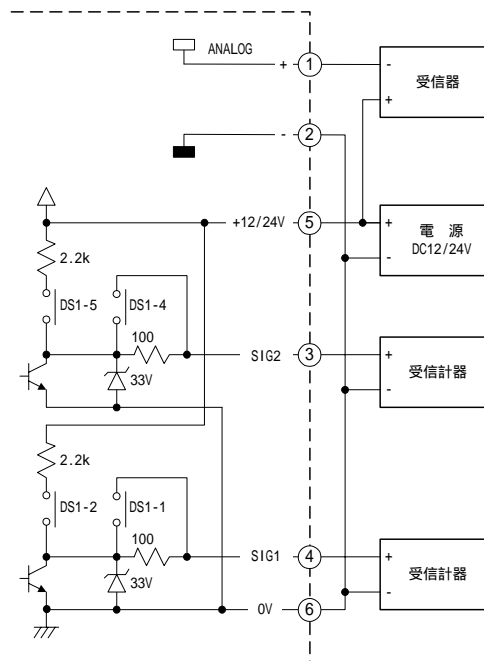 ANALOG
+
1
-
+
受信器
-
2
+12/24V
5
+
-
電 源
DC12/24V
2.2k
DS1-5
DS1-4
100
33V
SIG2
3
+
-
受信計器
2.2k
DS1-2
DS1-1
100
33V
SIG1
4
+
-
受信計器
0V
6